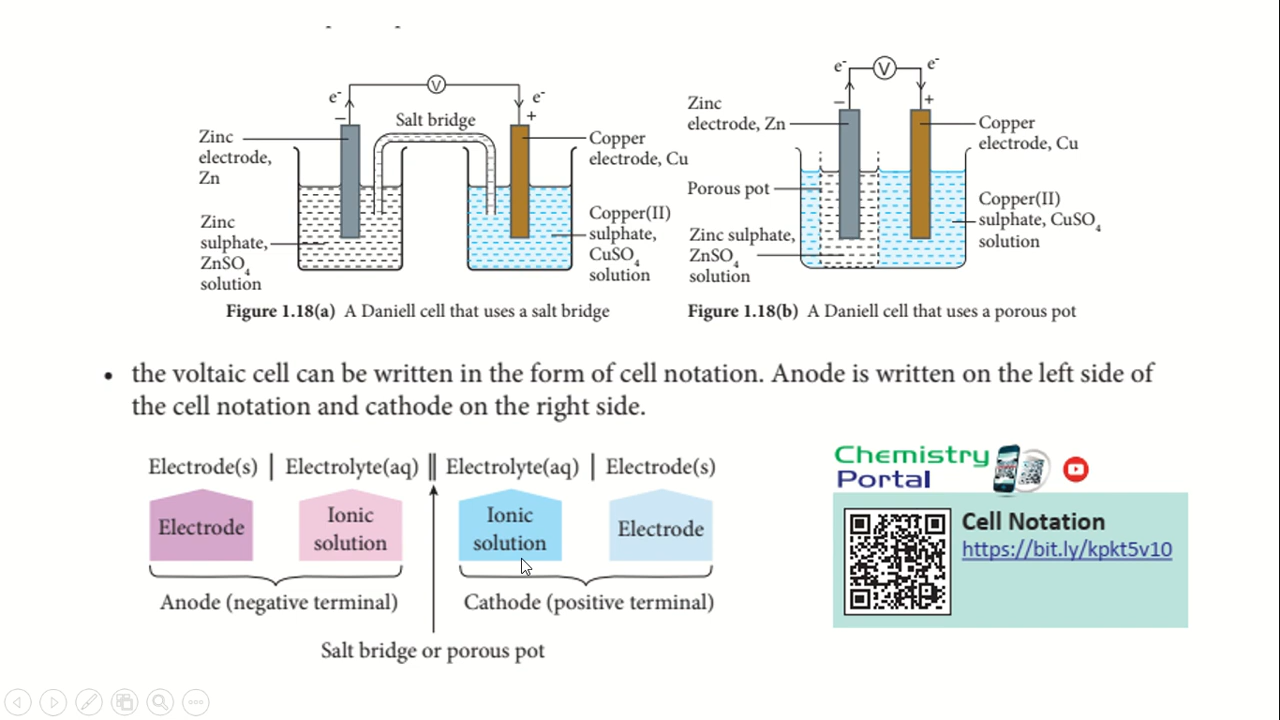 V
e-
e-
–
+
Salt bridge
Zinc
electrode,
Zn
Copper
electrode, Cu
Zinc
sulphate,
ZnSO4
solution
Copper(II)
sulphate,
CuSO4
solution
Figure 1.18(a) A Daniell cell that uses a salt bridge
V
e-
e-
–
+
Zinc
electrode, Zn
Copper
electrode, Cu
Porous pot
Zinc sulphate,
ZnSO4
solution
Copper(II)
sulphate, CuSO4
solution
Figure 1.18(b) A Daniell cell that uses a porous pot
• the voltaic cell can be written in the form of cell notation. Anode is written on the left side of
the cell notation and cathode on the right side.
Electrode(s) | Electrolyte(aq) || Electrolyte(aq) | Electrode(s)
Electrode
Ionic
solution
Ionic
solution
Electrode
Anode (negative terminal)
Cathode (positive terminal)
Salt bridge or porous pot
Chemistry
Portal
Cell Notation
https://bit.ly/kpkt5v10